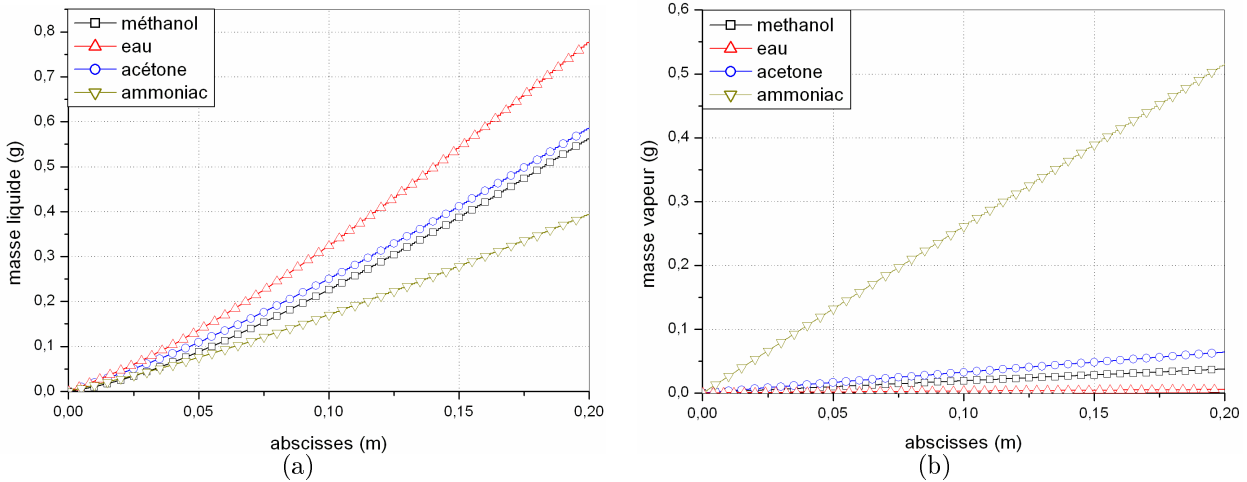 0,8
méthanol
eau
acétone
ammoniac
0,7
0,6
0,5
0,4
0,3
0,2
0,1
0,0
masse liquide (g)
0,00
0,05
0,10
0,15
0,20
abscisses (m)
(a)
0,6
methanol
eau
acetone
ammoniac
0,5
0,4
0,3
0,2
0,1
0,0
masse vapeur (g)
0,00
0,05
0,10
0,15
0,20
abscisses (m)
(b)